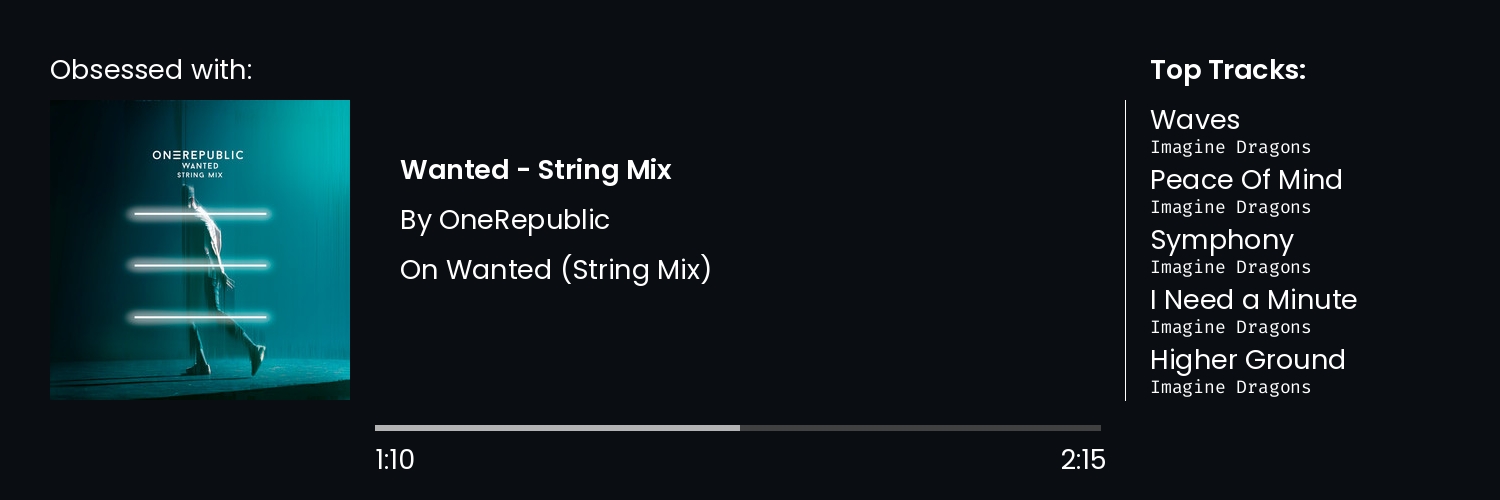 Obsessed with:
ONEREPUBLIC
WANTED
STRING MIX
Wanted - String Mix
By OneRepublic
On Wanted (String Mix)
1:10
2:15
Top Tracks:
Waves
Imagine Dragons
Peace Of Mind
Imagine Dragons
Symphony
Imagine Dragons
I Need a Minute
Imagine Dragons
Higher Ground
Imagine Dragons